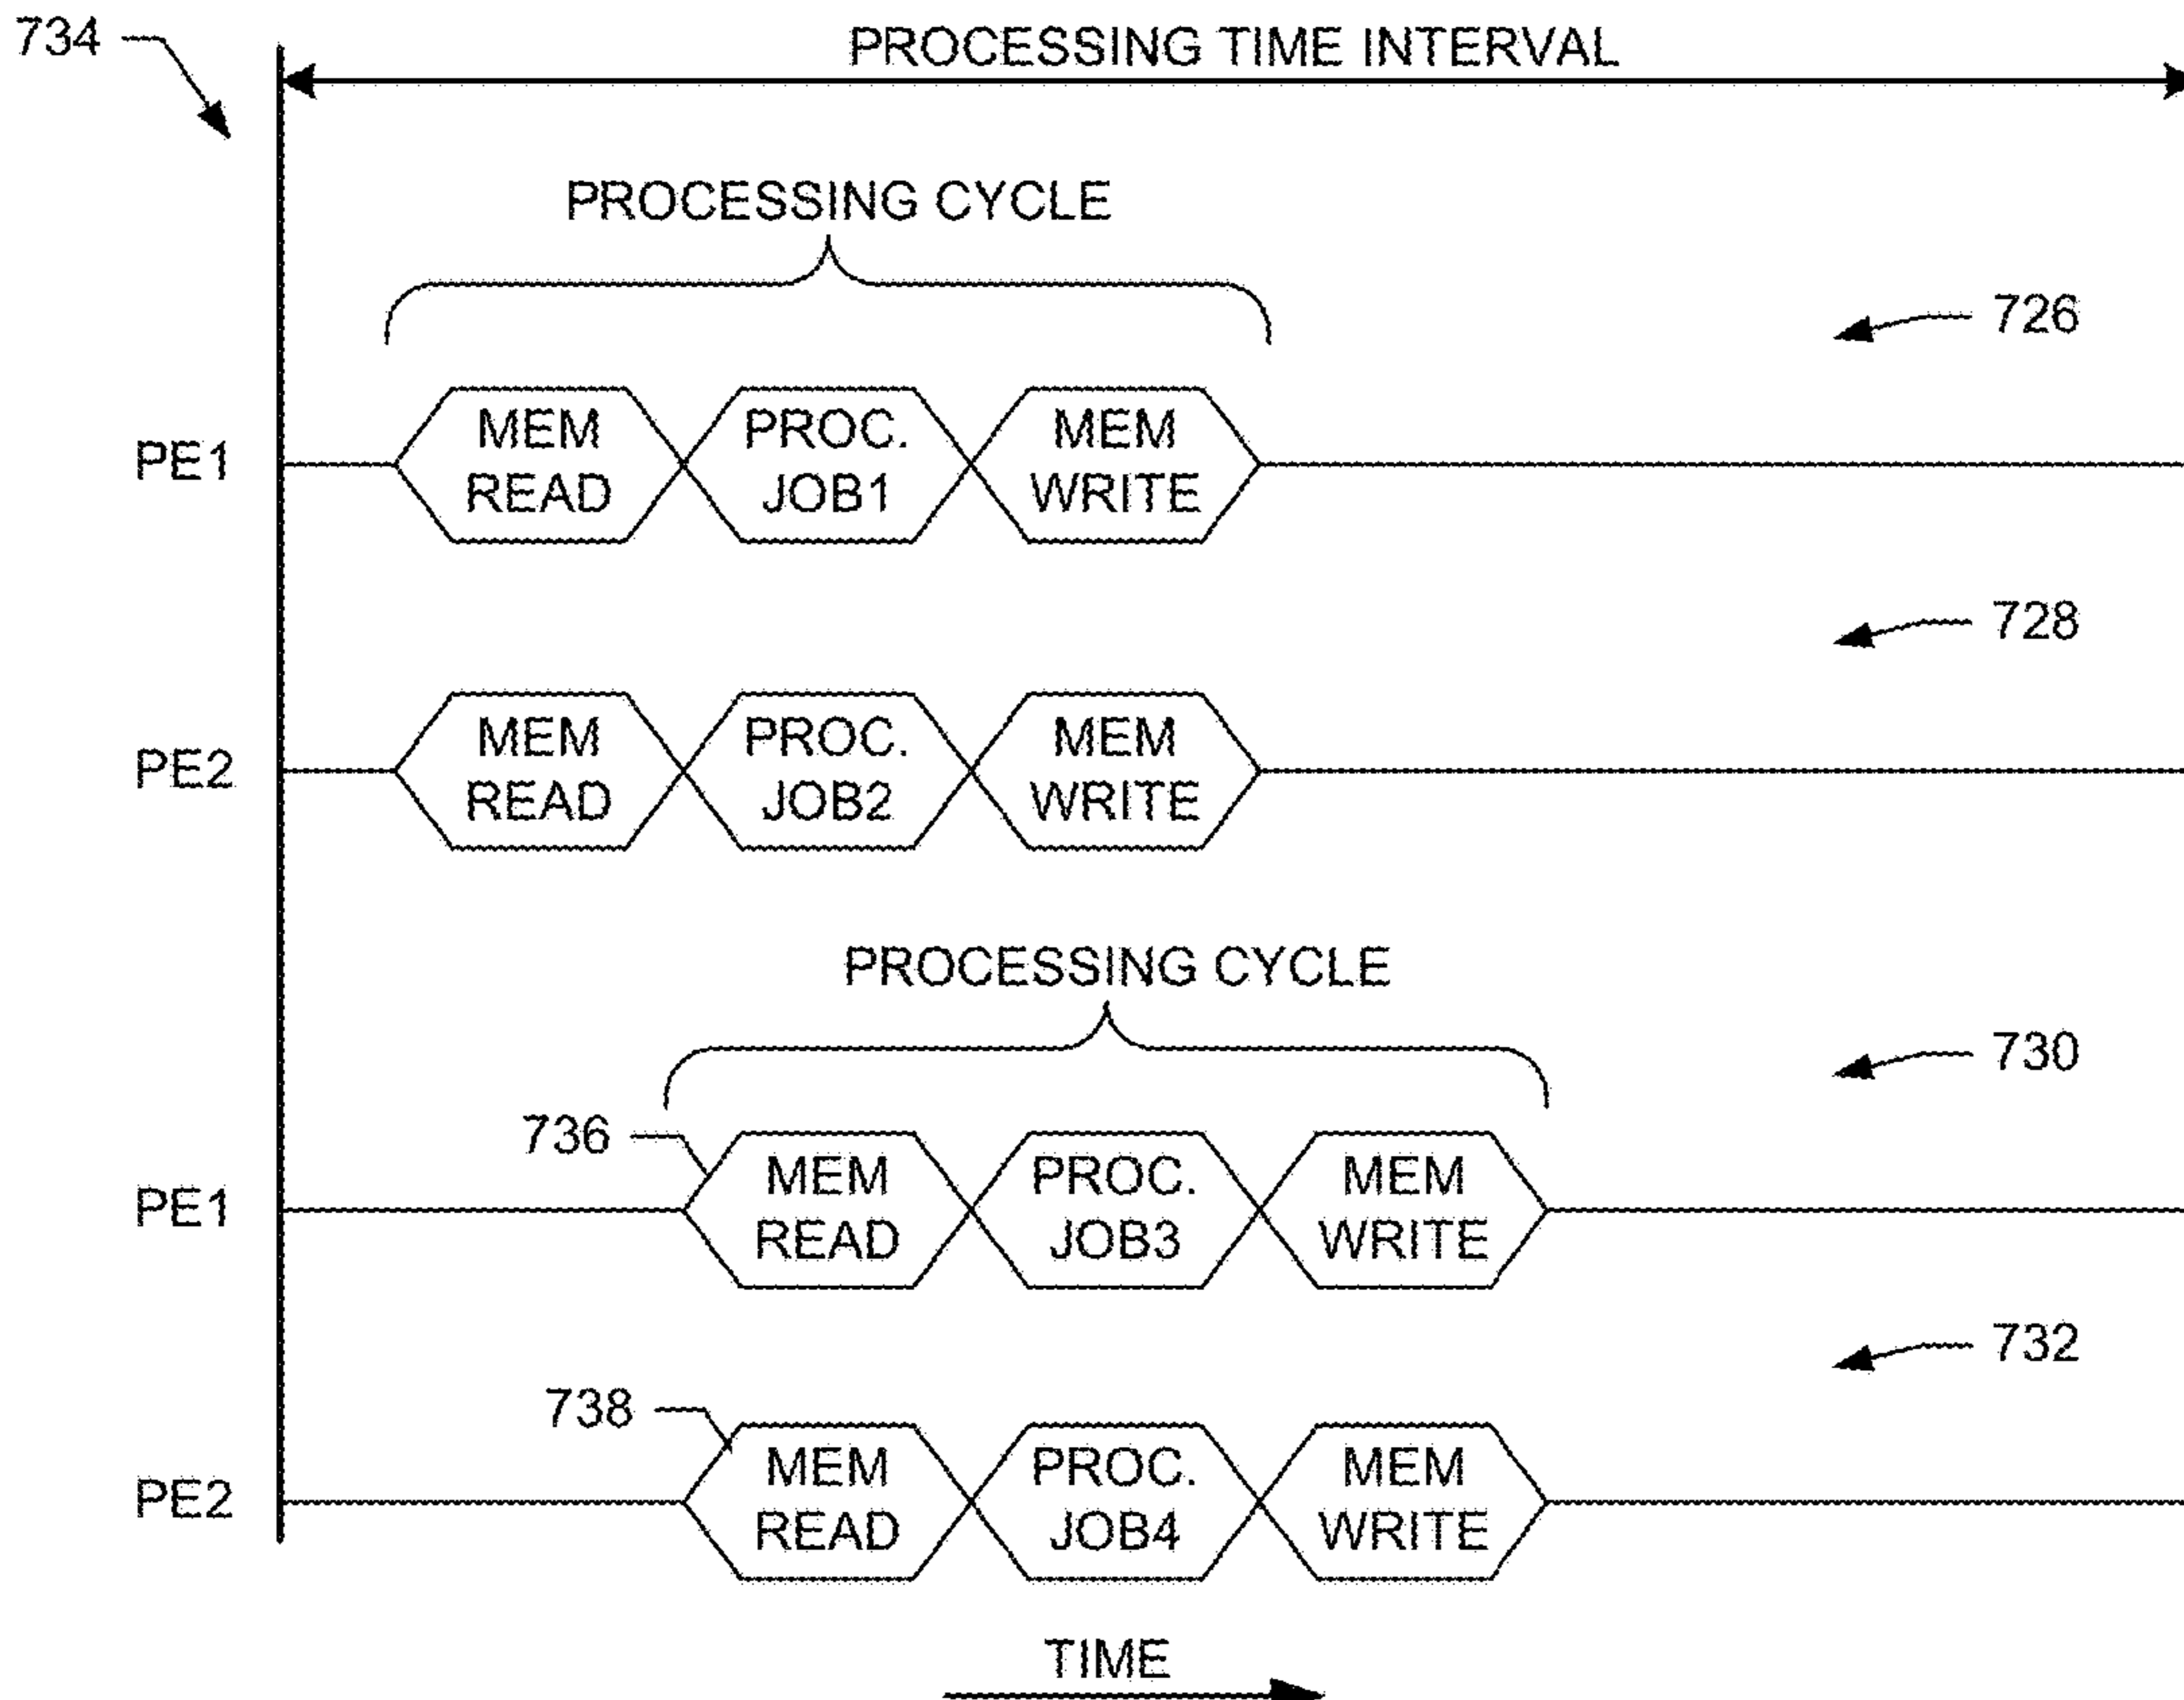 734
PROCESSING TIME INTERVAL
PROCESSING CYCLE
726
PE1
MEM READ
PROC. JOB1
MEM WRITE
728
PE2
MEM READ
PROC. JOB2
MEM WRITE
PROCESSING CYCLE
730
736
PE1
MEM READ
PROC. JOB3
MEM WRITE
732
738
PE2
MEM READ
PROC. JOB4
MEM WRITE
TIME